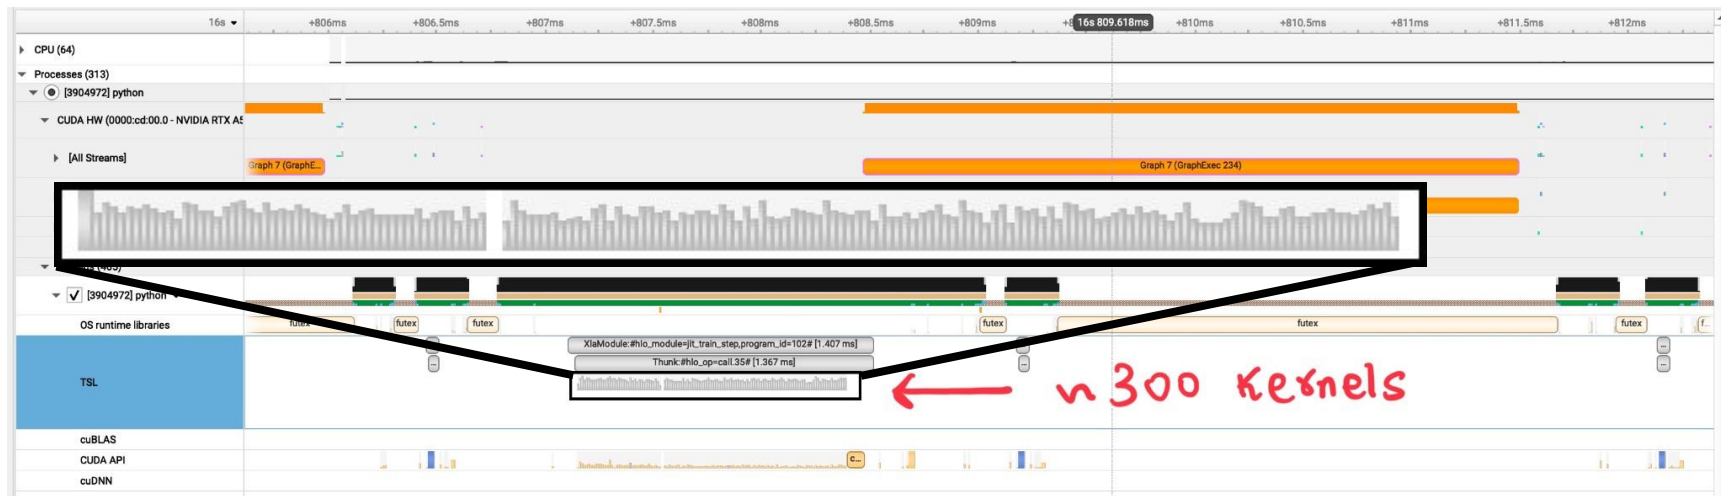 16s
+806ms
+806.5ms
+807ms
+807.5ms
+808ms
+808.5ms
+809ms
16s 809.618ms
+810ms
+810.5ms
+811ms
+811.5ms
+812ms
CPU (64)
Processes (313)
[3904972] python
CUDA HW (0000:cd:00.0 - NVIDIA RTX A5
[All Streams]
Graph 7 (GraphE...
Graph 7 (GraphExec 234)
[3904972] python
OS runtime libraries
futex
futex
futex
futex
futex
futex
f...
TSL
XlaModule:#hlo_module=jit_train_step,program_id=102# [1.407 ms]
Thunk:#hlo_op=call.35# [1.367 ms]
~300 Kernels
cuBLAS
CUDA API
c...
cuDNN